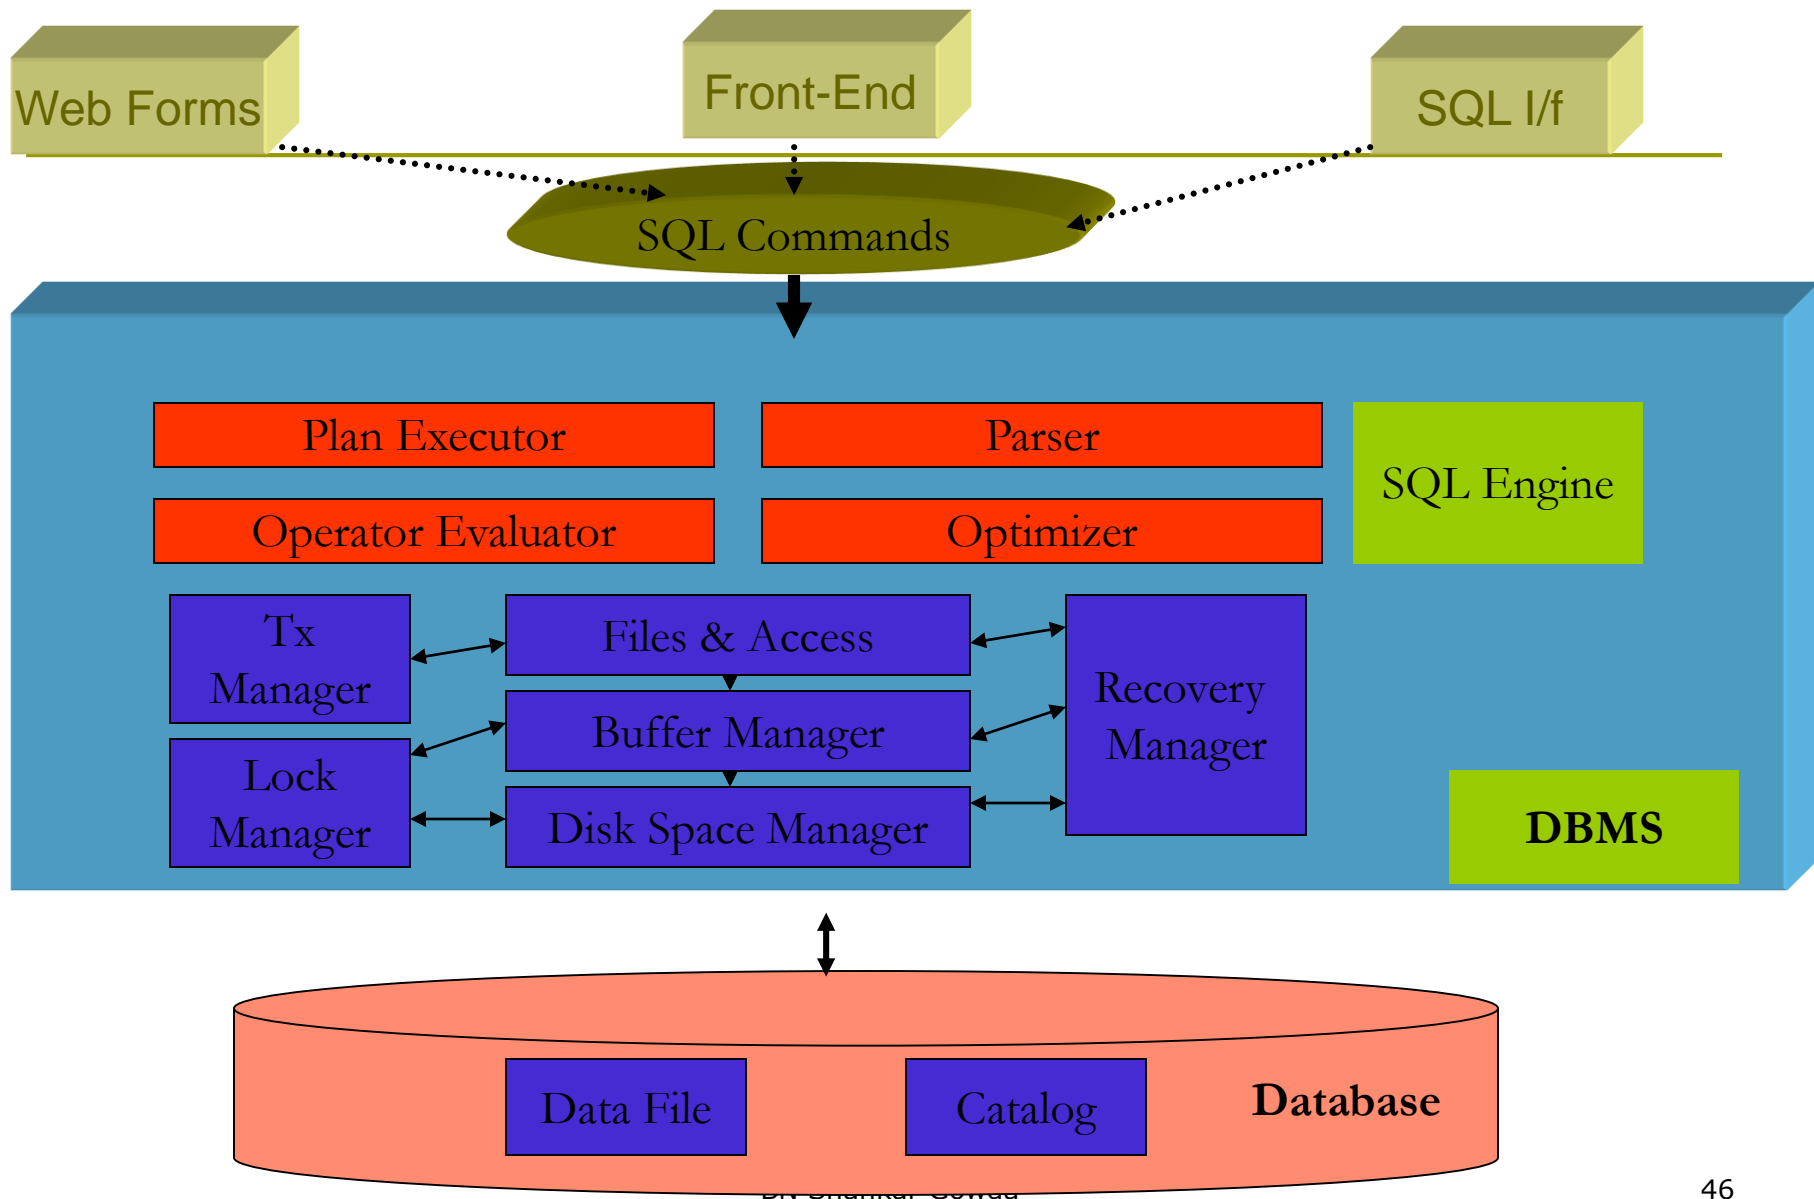 Web Forms
Front-End
SQL I/f
SQL Commands
Plan Executor
Parser
SQL Engine
Operator Evaluator
Optimizer
Tx
Manager
Files & Access
Recovery
Manager
Buffer Manager
Lock
Manager
Disk Space Manager
DBMS
Data File
Catalog
Database
46